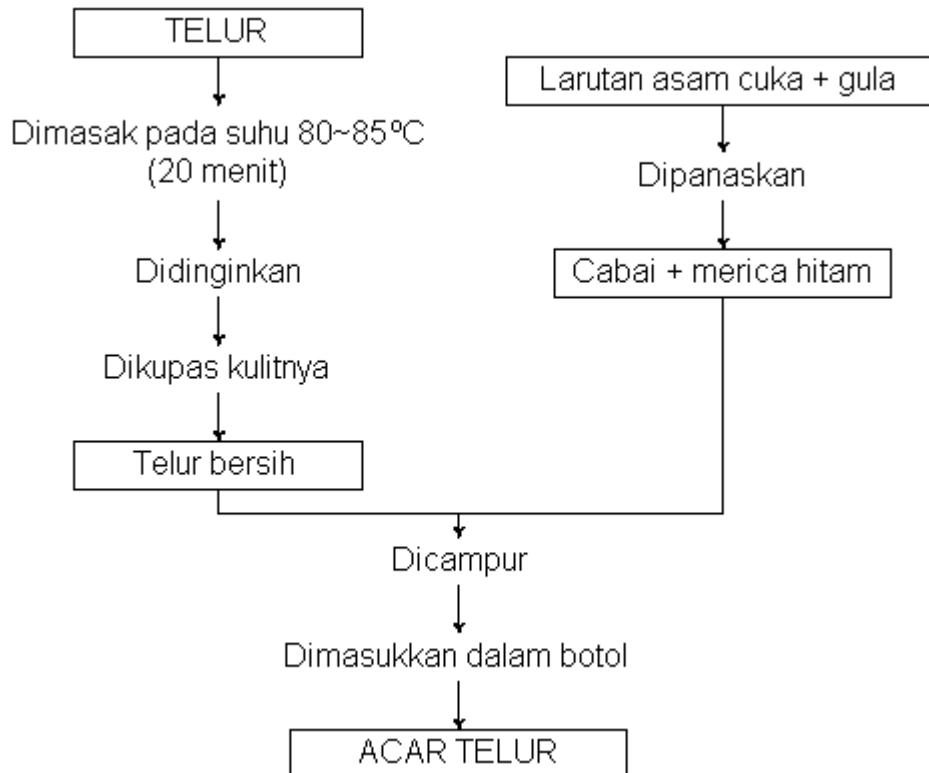 TELUR
Dimasak pada suhu 80~85ºC
(20 menit)
Didinginkan
Dikupas kulitnya
Telur bersih
Larutan asam cuka + gula
Dipanaskan
Cabai + merica hitam
Dicampur
Dimasukkan dalam botol
ACAR TELUR